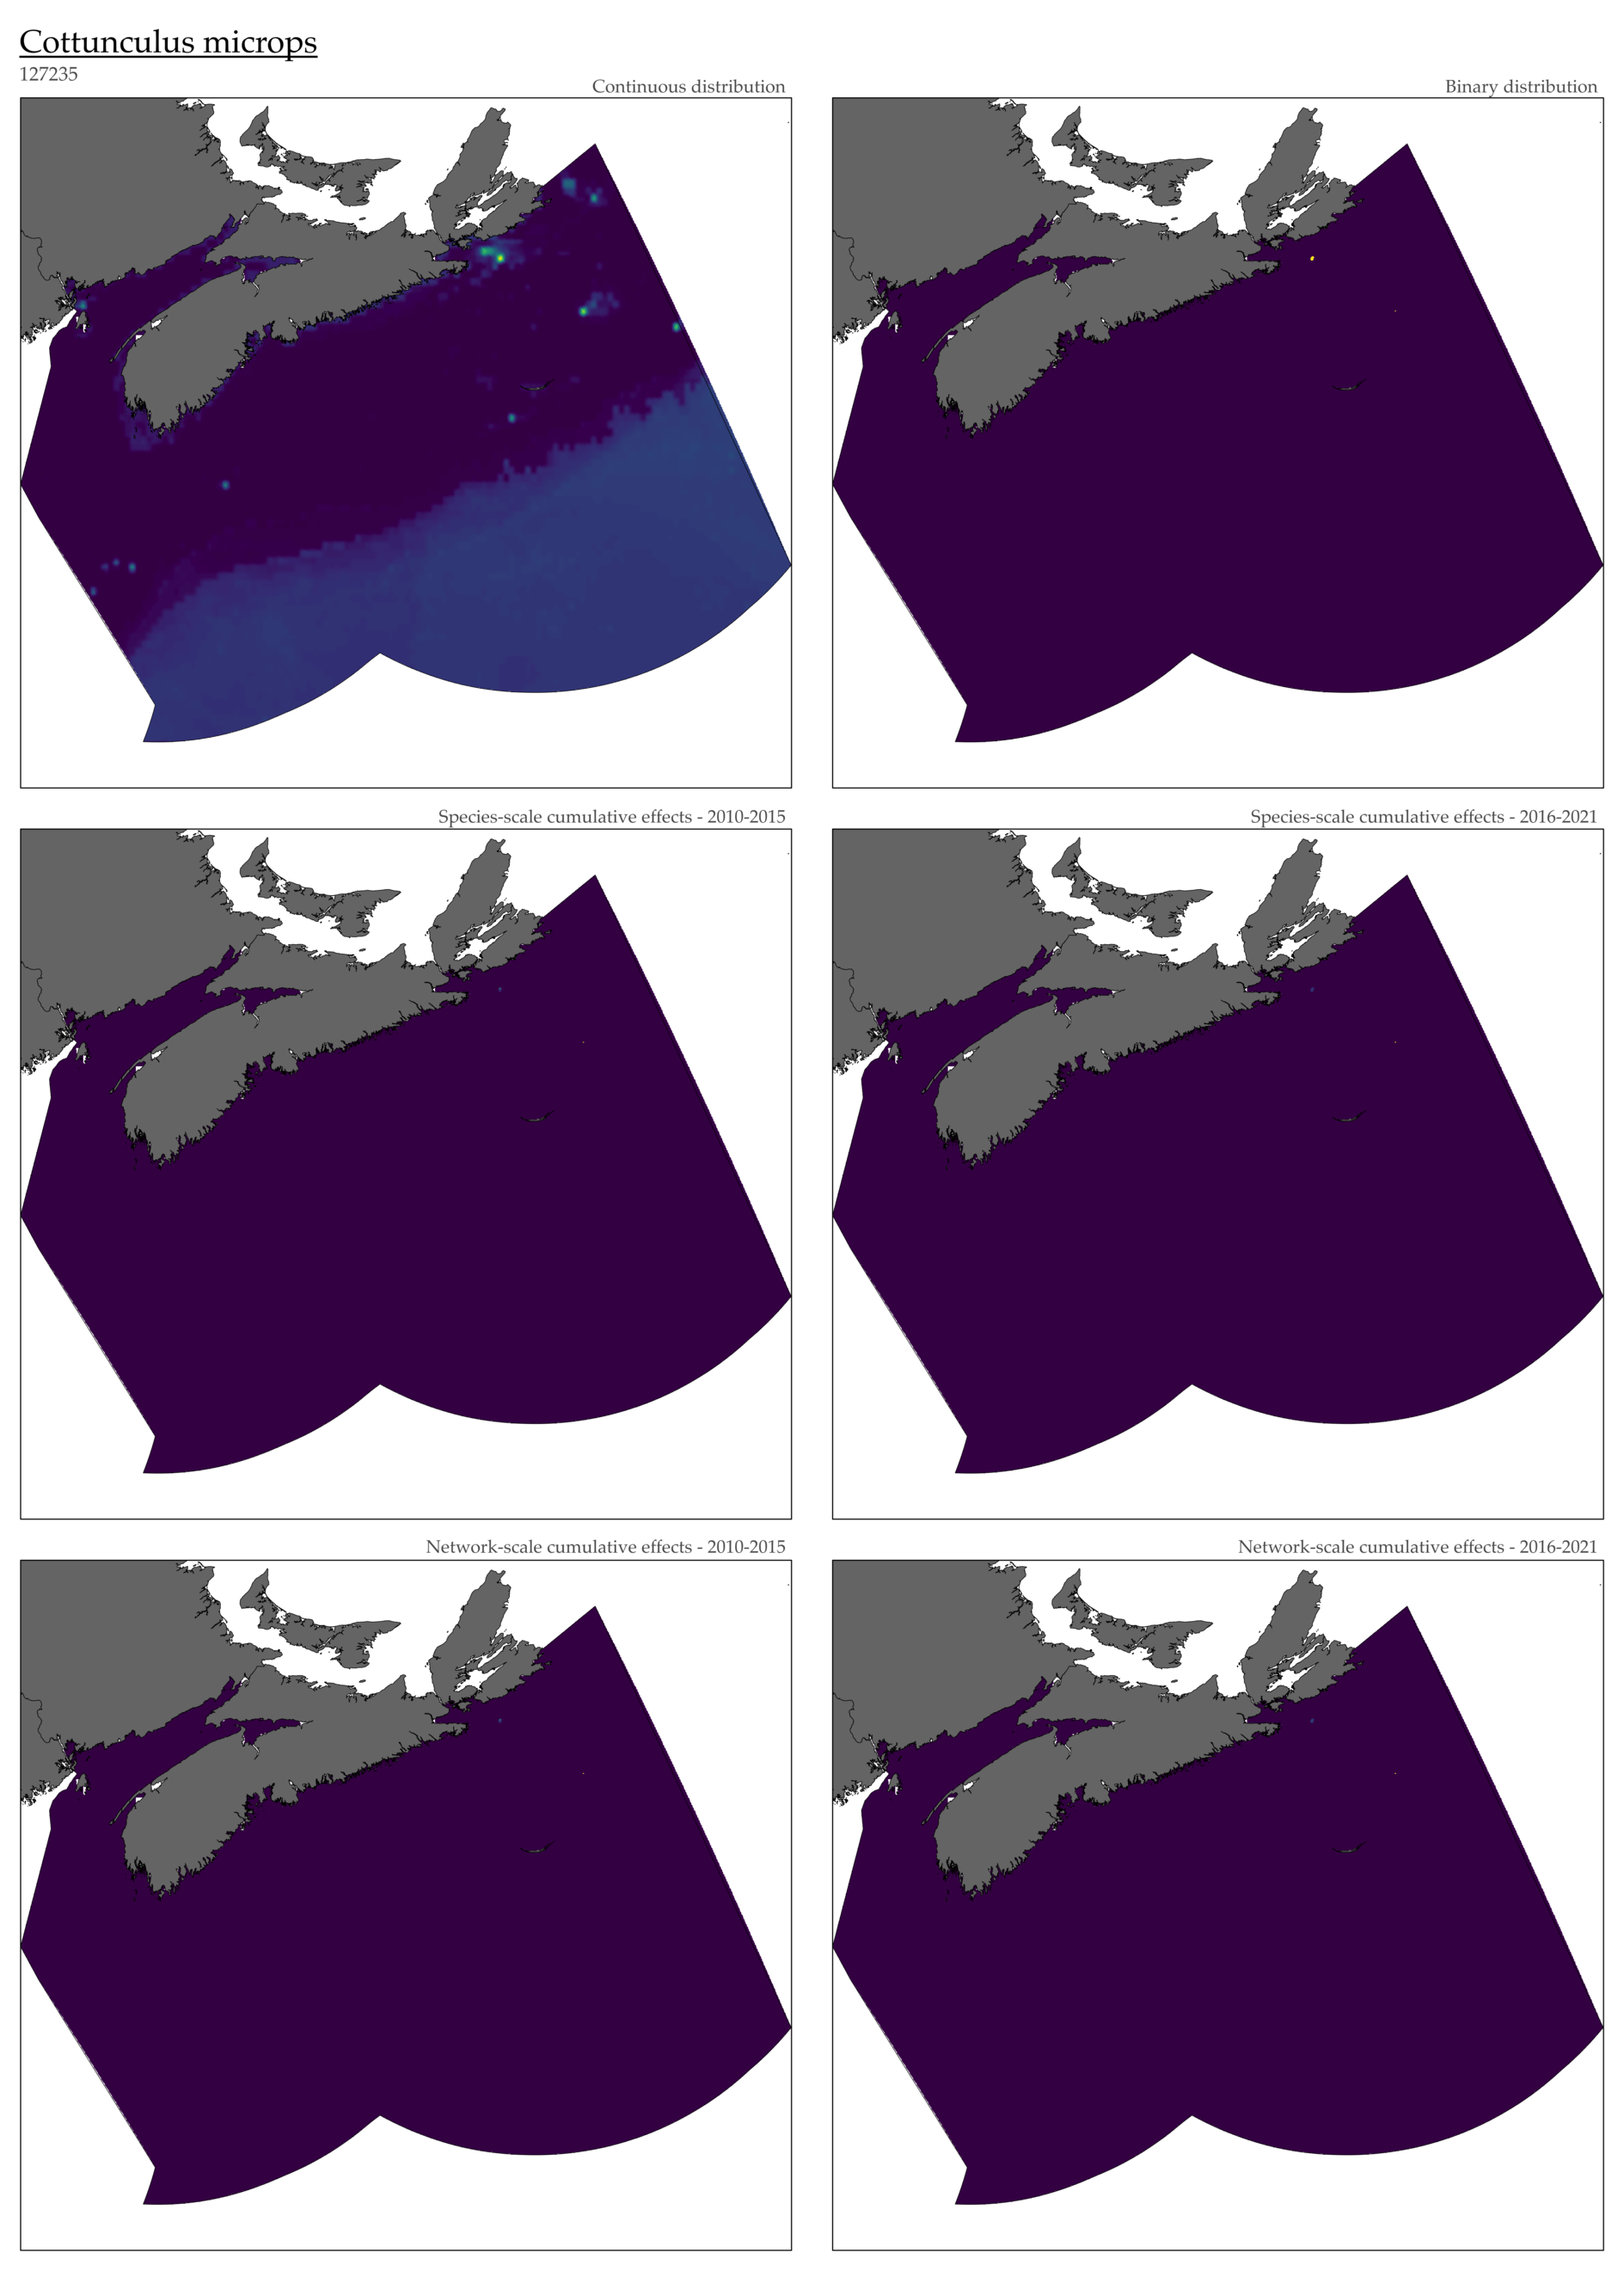 Cottunculus microps
127235
Continuous distribution
Binary distribution
Species-scale cumulative effects - 2010-2015
Species-scale cumulative effects - 2016-2021
Network-scale cumulative effects - 2010-2015
Network-scale cumulative effects - 2016-2021